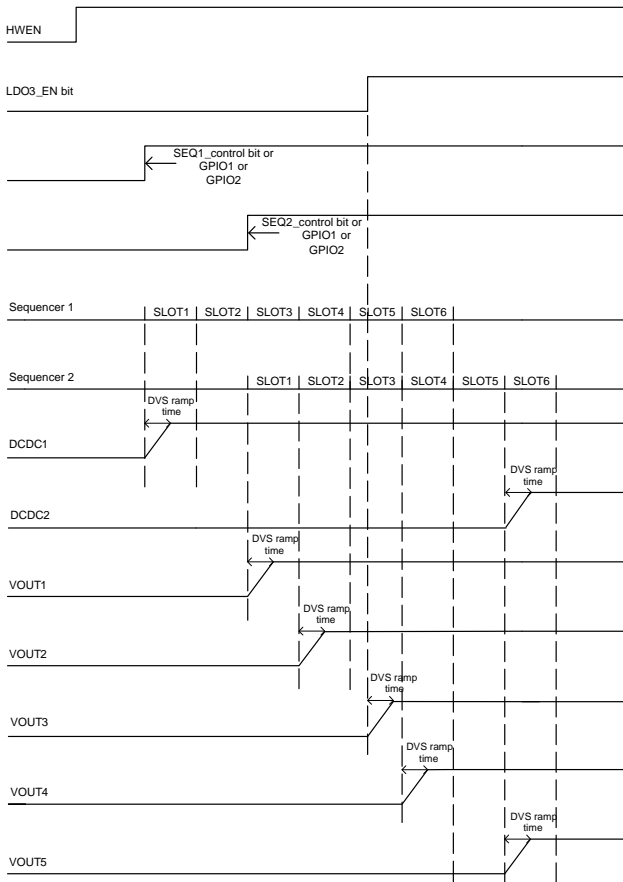 HWEN
LDO3_EN bit
SEQ1_control bit or
GPIO1 or
GPIO2
SEQ2_control bit or
GPIO1 or
GPIO2
Sequencer 1
SLOT1 SLOT2 SLOT3 SLOT4 SLOT5 SLOT6
Sequencer 2
SLOT1 SLOT2 SLOT3 SLOT4 SLOT5 SLOT6
DVS ramp
time
DCDC1
DVS ramp
time
DCDC2
DVS ramp
time
VOUT1
DVS ramp
time
VOUT2
DVS ramp
time
VOUT3
DVS ramp
time
VOUT4
DVS ramp
time
VOUT5